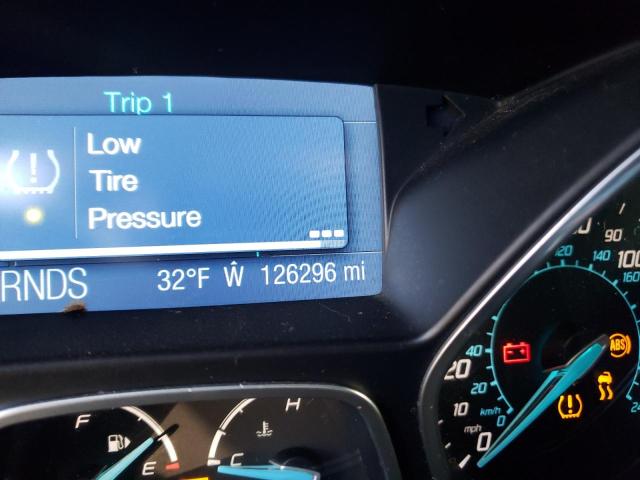 Trip 1
Low
Tire
Pressure
RNDS 32°F Ŵ 126296 mi
F E
C H
0 10 20
0 20 40
mph km/h
90 100
120 140 160
ABS